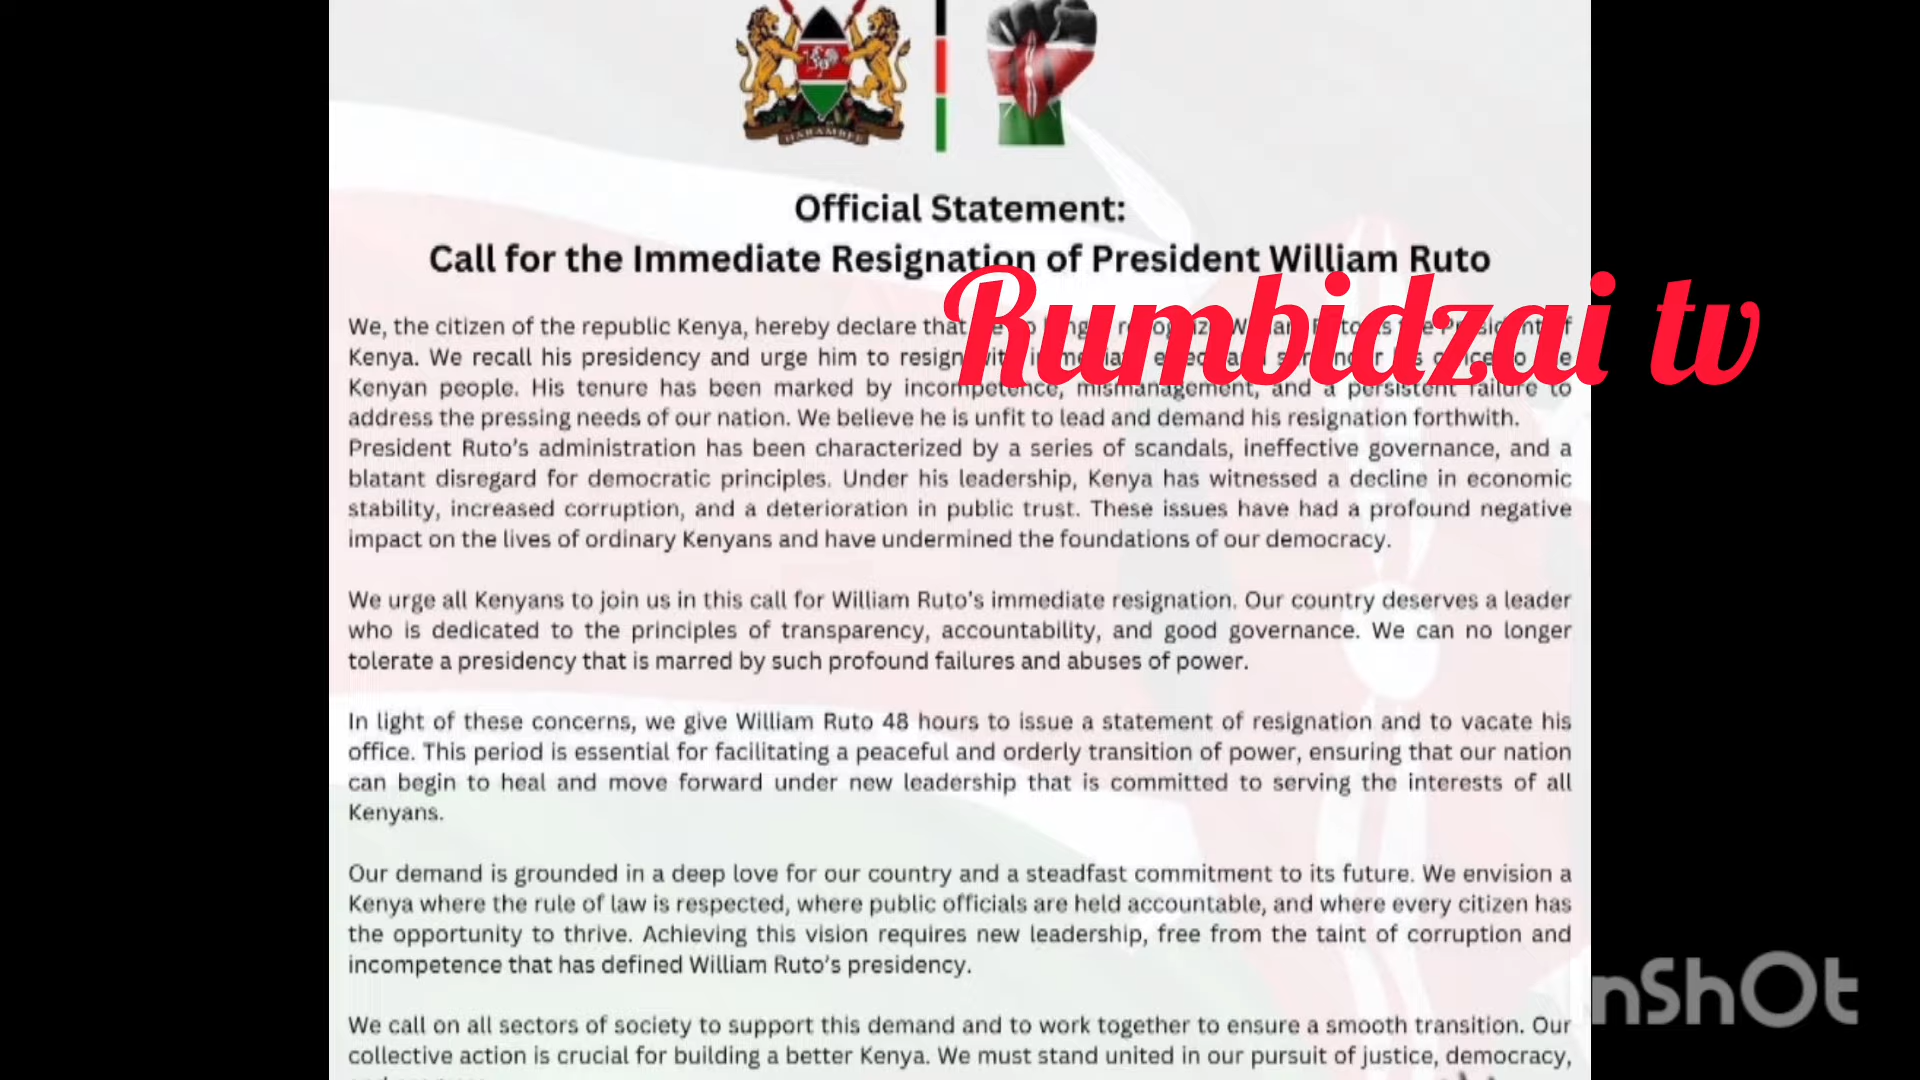 HARAMBEE
Official Statement:
Call for the Immediate Resignation of President William Ruto
Rumbidzai tv
We, the citizen of the republic Kenya, hereby declare that
Kenya. We recall his presidency and urge him to resign
Kenyan people. His tenure has been marked by incompetence, mismanagement, and a persistent failure to
address the pressing needs of our nation. We believe he is unfit to lead and demand his resignation forthwith.
President Ruto's administration has been characterized by a series of scandals, ineffective governance, and a
blatant disregard for democratic principles. Under his leadership, Kenya has witnessed a decline in economic
stability, increased corruption, and a deterioration in public trust. These issues have had a profound negative
impact on the lives of ordinary Kenyans and have undermined the foundations of our democracy.
We urge all Kenyans to join us in this call for William Ruto's immediate resignation. Our country deserves a leader
who is dedicated to the principles of transparency, accountability, and good governance. We can no longer
tolerate a presidency that is marred by such profound failures and abuses of power.
In light of these concerns, we give William Ruto 48 hours to issue a statement of resignation and to vacate his
office. This period is essential for facilitating a peaceful and orderly transition of power, ensuring that our nation
can begin to heal and move forward under new leadership that is committed to serving the interests of all
Kenyans.
Our demand is grounded in a deep love for our country and a steadfast commitment to its future. We envision a
Kenya where the rule of law is respected, where public officials are held accountable, and where every citizen has
the opportunity to thrive. Achieving this vision requires new leadership, free from the taint of corruption and
incompetence that has defined William Ruto's presidency.
We call on all sectors of society to support this demand and to work together to ensure a smooth transition. Our
collective action is crucial for building a better Kenya. We must stand united in our pursuit of justice, democracy,
nShOt